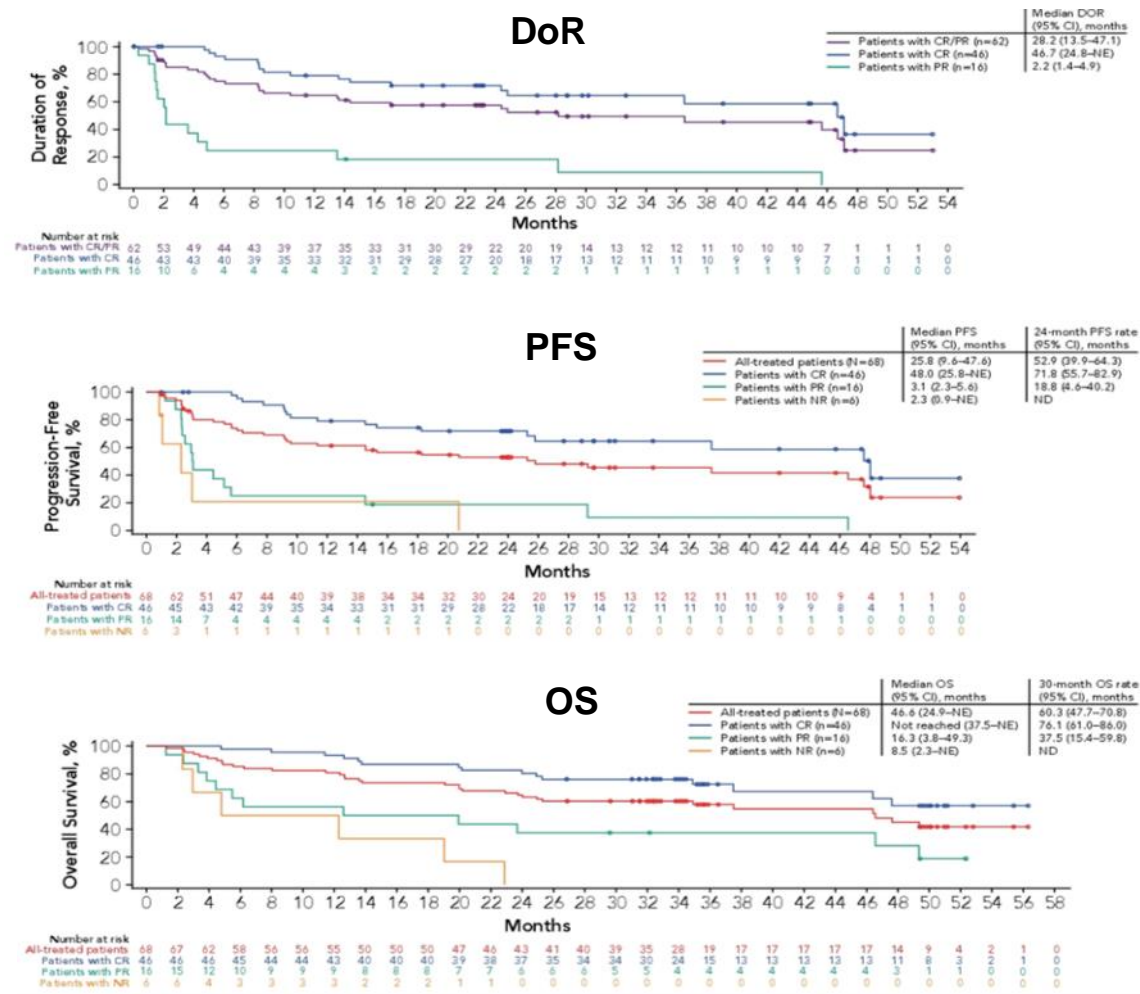 DoR
Median DOR
(95% CI), months
Patients with CR/PR (n=62) 28.2 (13.5–47.1)
Patients with CR (n=46) 46.7 (24.8–NE)
Patients with PR (n=16) 2.2 (1.4–4.9)
Duration of
Response, %
100
80
60
40
20
0
0 2 4 6 8 10 11 14 16 18 20 22 24 26 28 30 32 34 36 38 40 42 44 46 48 50 52 54
Months
Number at risk
Patients with CR/PR 62 53 49 44 43 39 37 35 33 31 30 29 22 20 19 14 13 12 12 11 10 10 10 7 1 1 1 0
Patients with CR 46 43 43 40 39 35 33 32 31 29 28 27 20 18 17 13 12 11 11 10 9 9 9 7 1 1 1 0
Patients with PR 16 10 6 4 4 4 4 3 2 2 2 2 2 2 2 1 1 1 1 1 1 1 1 0 0 0 0 0
PFS
Median PFS 24-month PFS rate
(95% CI), months (95% CI), months
All-treated patients (N=68) 25.8 (9.6–47.6) 52.9 (39.9–64.3)
Patients with CR (n=46) 48.0 (25.8–NE) 71.8 (55.7–82.9)
Patients with PR (n=16) 3.1 (2.3–5.6) 18.8 (4.6–40.2)
Patients with NR (n=6) 2.3 (0.9–NE) ND
Progression-Free
Survival, %
100
80
60
40
20
0
0 2 4 6 8 10 12 14 16 18 20 22 24 26 28 30 32 34 36 38 40 42 44 46 48 50 52 54
Months
Number at risk
All-treated patients 68 62 51 47 44 40 39 38 34 34 32 30 24 20 19 15 13 12 12 11 11 10 10 9 4 1 1 0
Patients with CR 46 45 43 42 39 35 34 33 31 31 29 28 22 18 17 14 12 11 11 10 10 9 9 8 4 1 1 0
Patients with PR 16 14 7 4 4 4 4 4 2 2 2 2 2 2 2 1 1 1 1 1 1 1 1 1 0 0 0 0
Patients with NR 6 3 1 1 1 1 1 1 1 1 1 0 0 0 0 0 0 0 0 0 0 0 0 0 0 0 0 0
OS
Median OS 30-month OS rate
(95% CI), months (95% CI), months
All-treated patients (N=68) 46.6 (24.9–NE) 60.3 (47.7–70.8)
Patients with CR (n=46) Not reached (37.5–NE) 76.1 (61.0–86.0)
Patients with PR (n=16) 16.3 (3.8–49.3) 37.5 (15.4–59.8)
Patients with NR (n=6) 8.5 (2.3–NE) ND
Overall Survival, %
100
80
60
40
20
0
0 2 4 6 8 10 12 14 16 18 20 22 24 26 28 30 32 34 36 38 40 42 44 46 48 50 52 54 56 58
Months
Number at risk
All-treated patients 68 67 62 58 56 56 55 50 50 50 47 46 43 41 40 39 35 28 19 17 17 17 17 17 14 9 4 2 1 0
Patients with CR 46 46 46 45 44 44 43 40 40 40 39 38 37 35 34 34 30 24 15 13 13 13 13 13 11 8 3 2 1 0
Patients with PR 16 15 12 10 9 9 9 8 8 8 7 7 6 6 6 5 5 4 4 4 4 4 4 4 3 1 1 0 0 0
Patients with NR 6 6 4 3 3 3 3 2 2 2 1 1 0 0 0 0 0 0 0 0 0 0 0 0 0 0 0 0 0 0